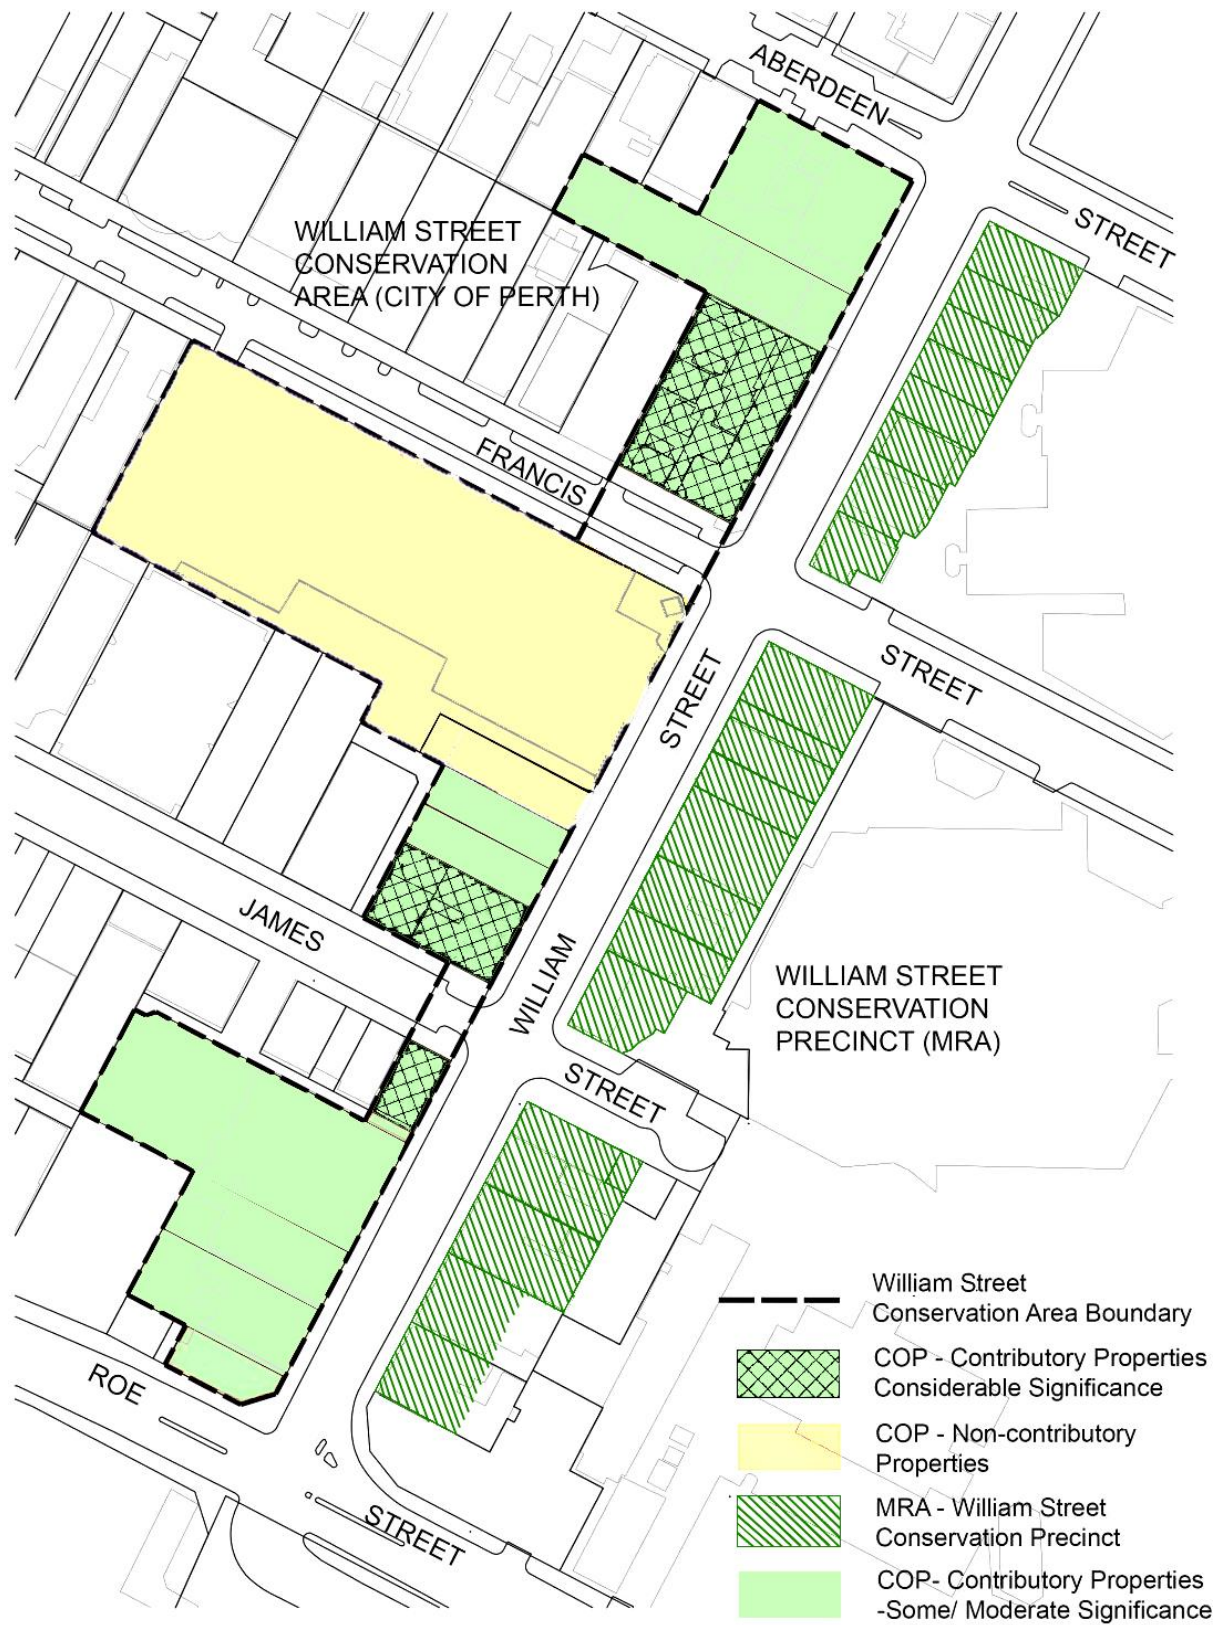 ABERDEEN
STREET
WILLIAM STREET
CONSERVATION
AREA (CITY OF PERTH)
FRANCIS
STREET
STREET
JAMES
WILLIAM
WILLIAM STREET
CONSERVATION
PRECINCT (MRA)
STREET
ROE
STREET
William Street
Conservation Area Boundary
COP - Contributory Properties
Considerable Significance
COP - Non-contributory
Properties
MRA - William Street
Conservation Precinct
COP- Contributory Properties
-Some/ Moderate Significance